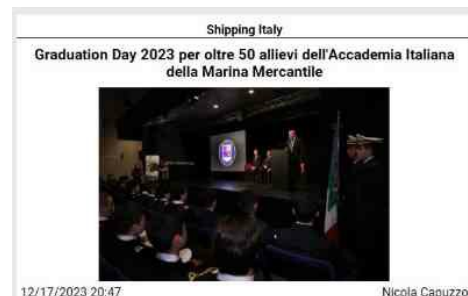 Shipping Italy
Graduation Day 2023 per oltre 50 allievi dell'Accademia Italiana
della Marina Mercantile
12/17/2023 20:47
Nicola Capuzzo